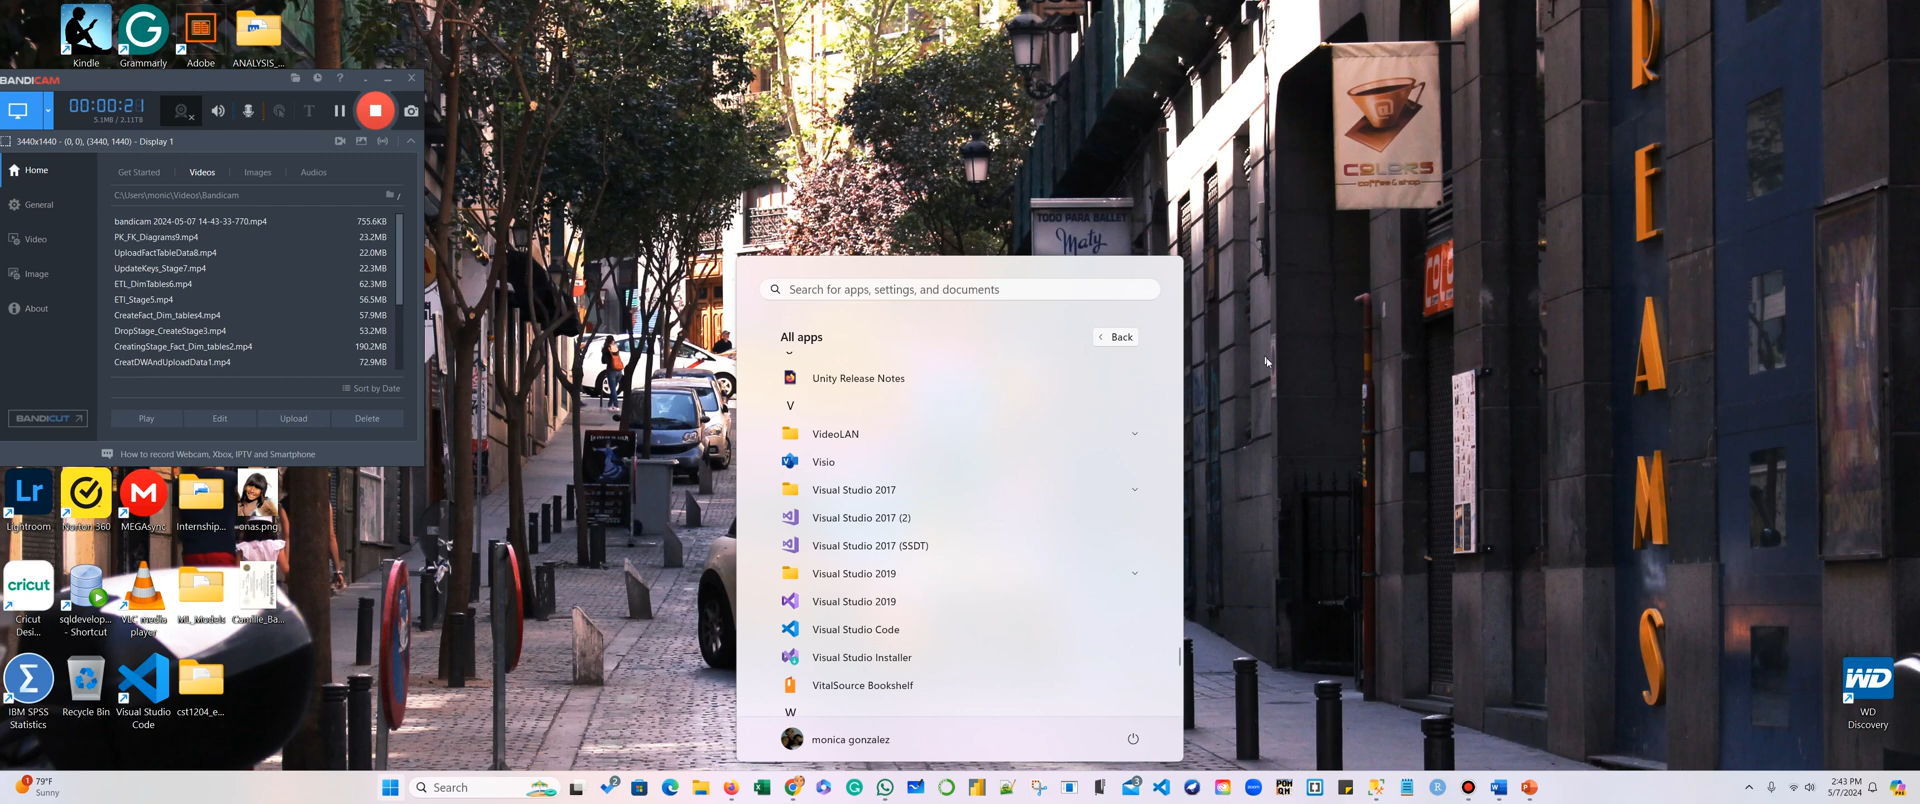 Kindle
Grammarly
Adobe
ANALYSIS_...
BANDICAM
00:00:21
5.1MB / 2.11TB
3440x1440 - (0, 0), (3440, 1440) - Display 1
Home
General
Video
Image
About
BANDICUT
Get Started
Videos
Images
Audios
C:\Users\monic\Videos\Bandicam
bandicam 2024-05-07 14-43-33-770.mp4 755.6KB
PK_FK_Diagrams9.mp4 23.2MB
UploadFactTableData8.mp4 22.0MB
UpdateKeys_Stage7.mp4 22.3MB
ETL_DimTables6.mp4 62.3MB
ETl_Stage5.mp4 56.5MB
CreateFact_Dim_tables4.mp4 57.9MB
DropStage_CreateStage3.mp4 53.2MB
CreatingStage_Fact_Dim_tables2.mp4 190.2MB
CreatDWAndUploadData1.mp4 72.9MB
Sort by Date
Play
Edit
Upload
Delete
How to record Webcam, Xbox, IPTV and Smartphone
Lr
Lightroom
Norton 360
MEGAsync
Internship...
cricut
Cricut
Desi...
sqldevelop...
- Shortcut
VLC media
player
ML_Models
Camille_Ba...
IBM SPSS
Statistics
Recycle Bin
Visual Studio
Code
cst1204_e...
TODO PARA BALLET
Maty
COLORS
coffee & shop
R
E
A
M
S
Search for apps, settings, and documents
All apps
Back
Unity Release Notes
V
VideoLAN
Visio
Visual Studio 2017
Visual Studio 2017 (2)
Visual Studio 2017 (SSDT)
Visual Studio 2019
Visual Studio 2019
Visual Studio Code
Visual Studio Installer
VitalSource Bookshelf
W
monica gonzalez
WD
WD
Discovery
79°F
Sunny
Search
2:43 PM
5/7/2024